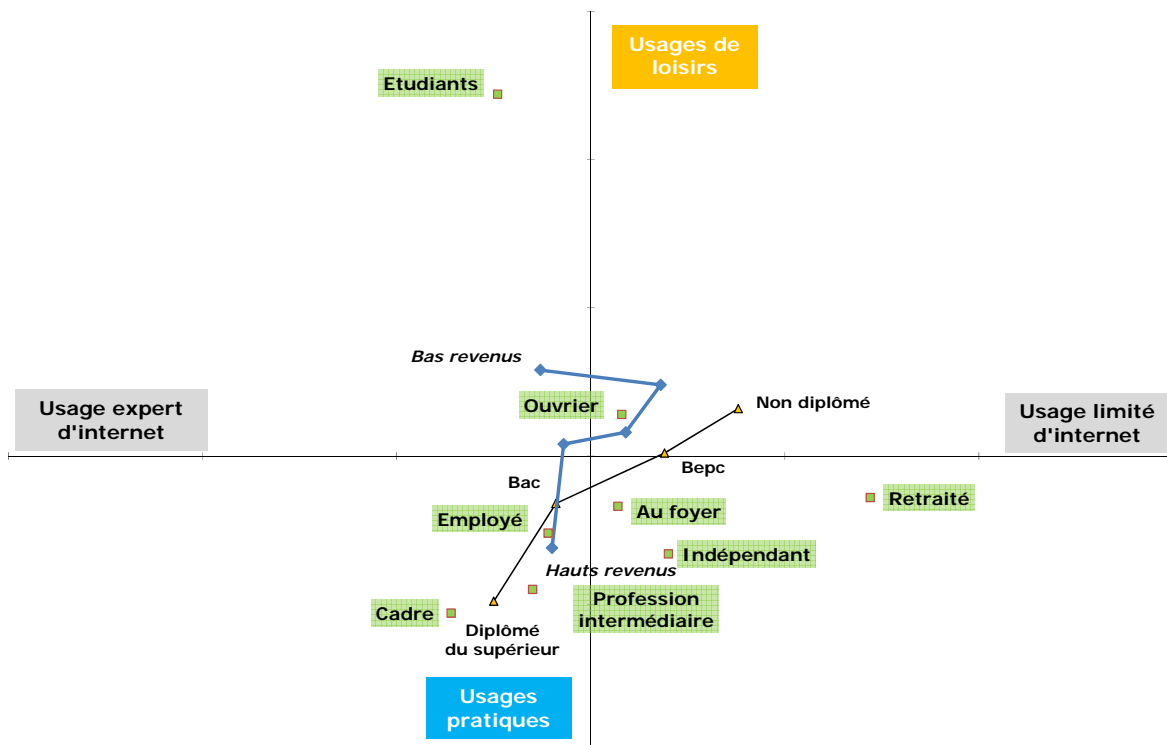 Usages de
loisirs
Etudiants
Bas revenus
Ouvrier
Non diplômé
Usage expert
d'internet
Usage limité
d'internet
Bepc
Bac
Retraité
Au foyer
Employé
Indépendant
Hauts revenus
Profession
intermédiaire
Cadre
Diplômé
du supérieur
Usages
pratiques